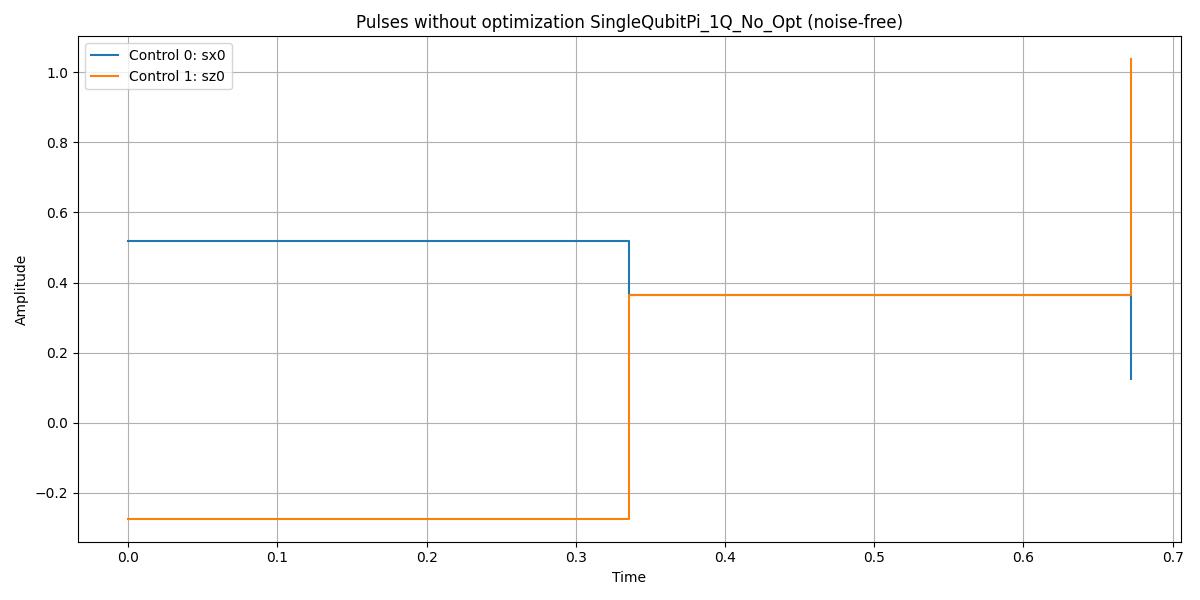 Pulses without optimization SingleQubitPi_1Q_No_Opt (noise-free)
Control 0: sx0
Control 1: sz0
Amplitude
1.0
0.8
0.6
0.4
0.2
0.0
−0.2
0.0 0.1 0.2 0.3 0.4 0.5 0.6 0.7
Time